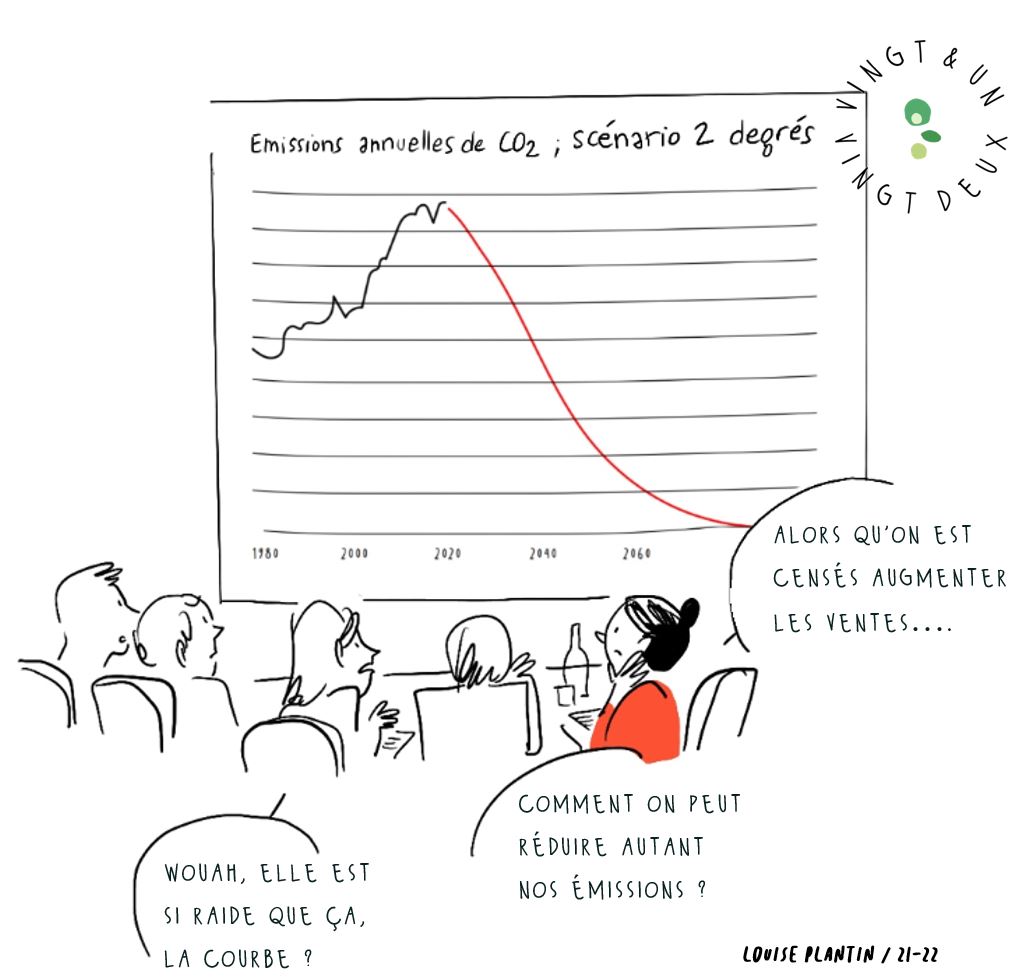 VINGT & UN
VINGT DEUX
Emissions annuelles de CO2 ; scénario 2 degrés
1980 2000 2020 2040 2060
ALORS QU'ON EST
CENSÉS AUGMENTER
LES VENTES....
COMMENT ON PEUT
RÉDUIRE AUTANT
NOS ÉMISSIONS ?
WOUAH, ELLE EST
SI RAIDE QUE ÇA,
LA COURBE ?
LOUISE PLANTIN / 21-22